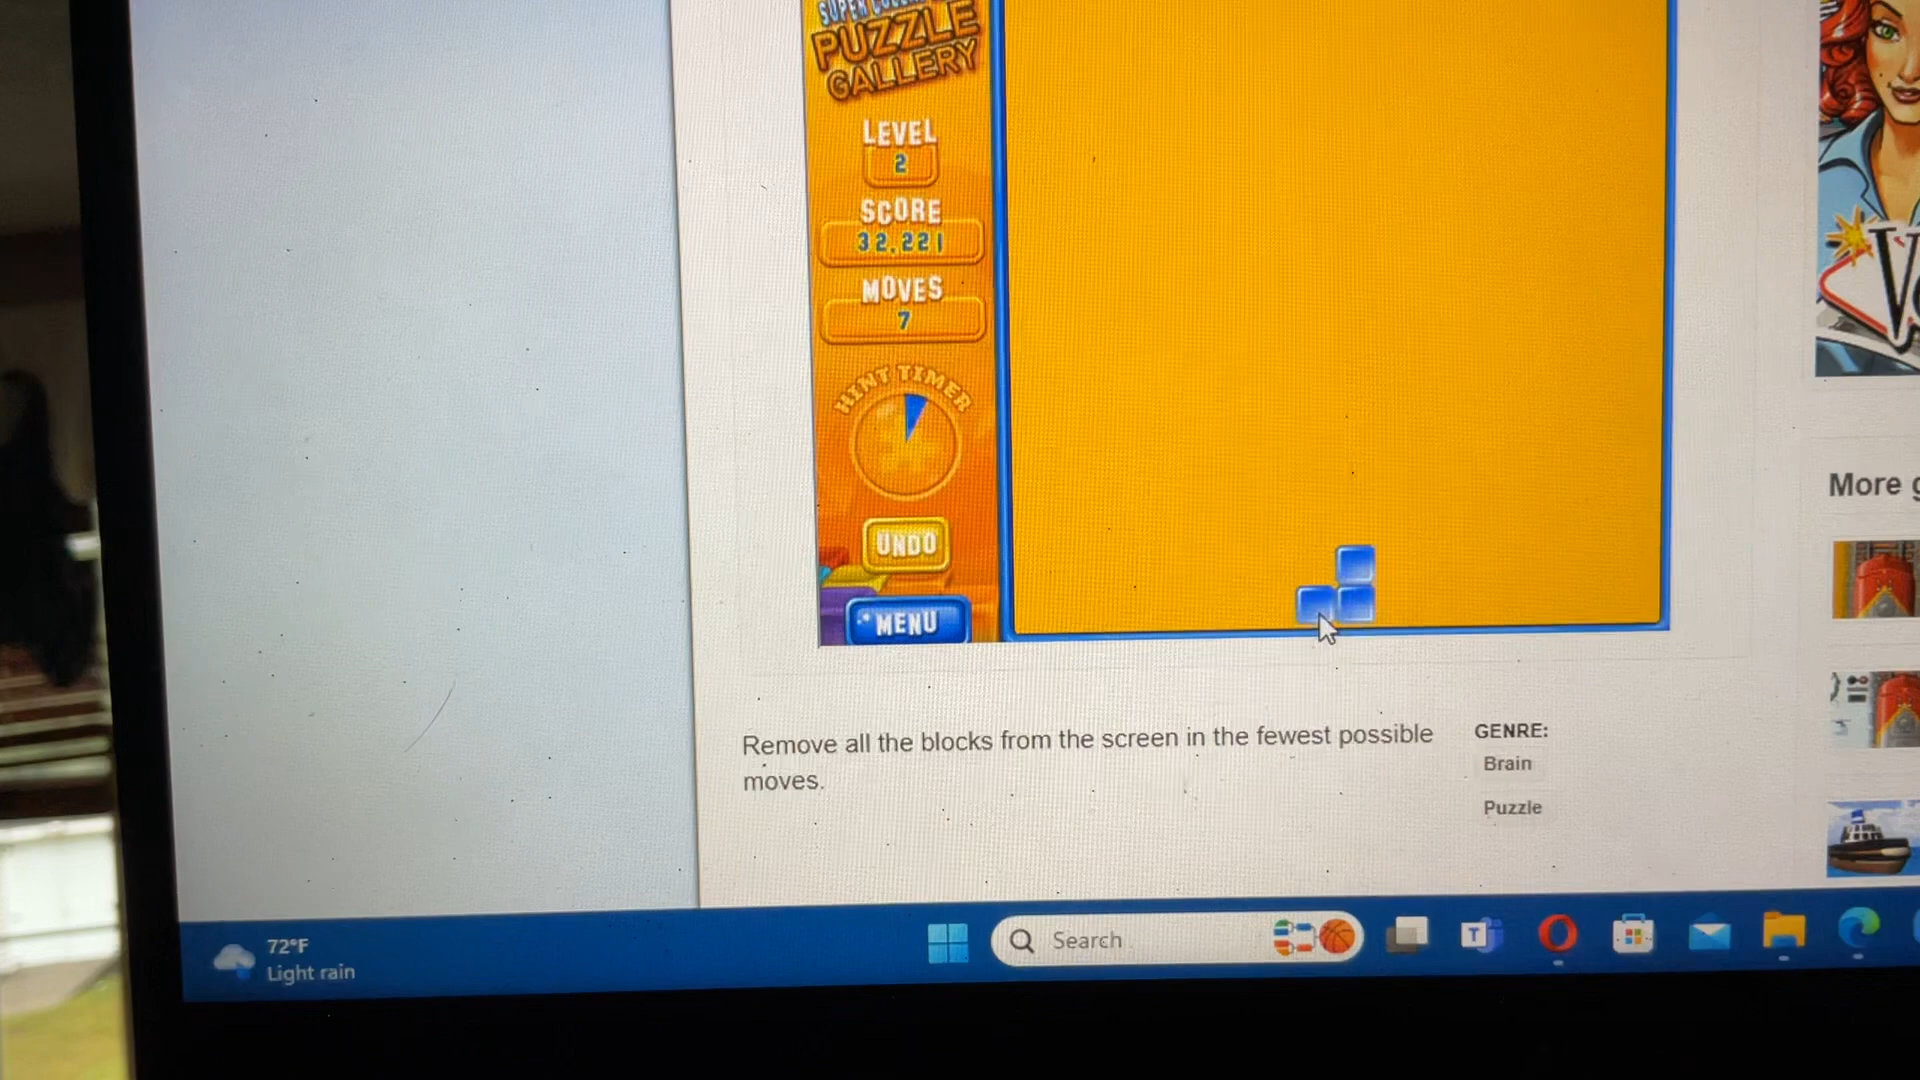 PUZZLE
GALLERY
LEVEL
2
SCORE
32,221
MOVES
7
HINT TIMER
UNDO
MENU
More
Remove all the blocks from the screen in the fewest possible
moves.
GENRE:
Brain
Puzzle
72°F
Light rain
Search
T